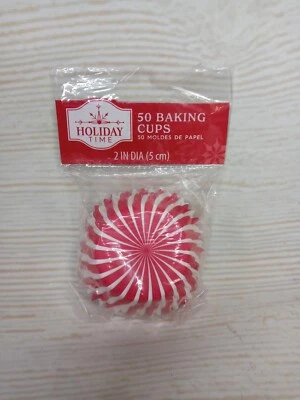 HOLIDAY
TIME
50 BAKING
CUPS
50 MOLDES DE PAPEL
2 IN DIA (5 cm)